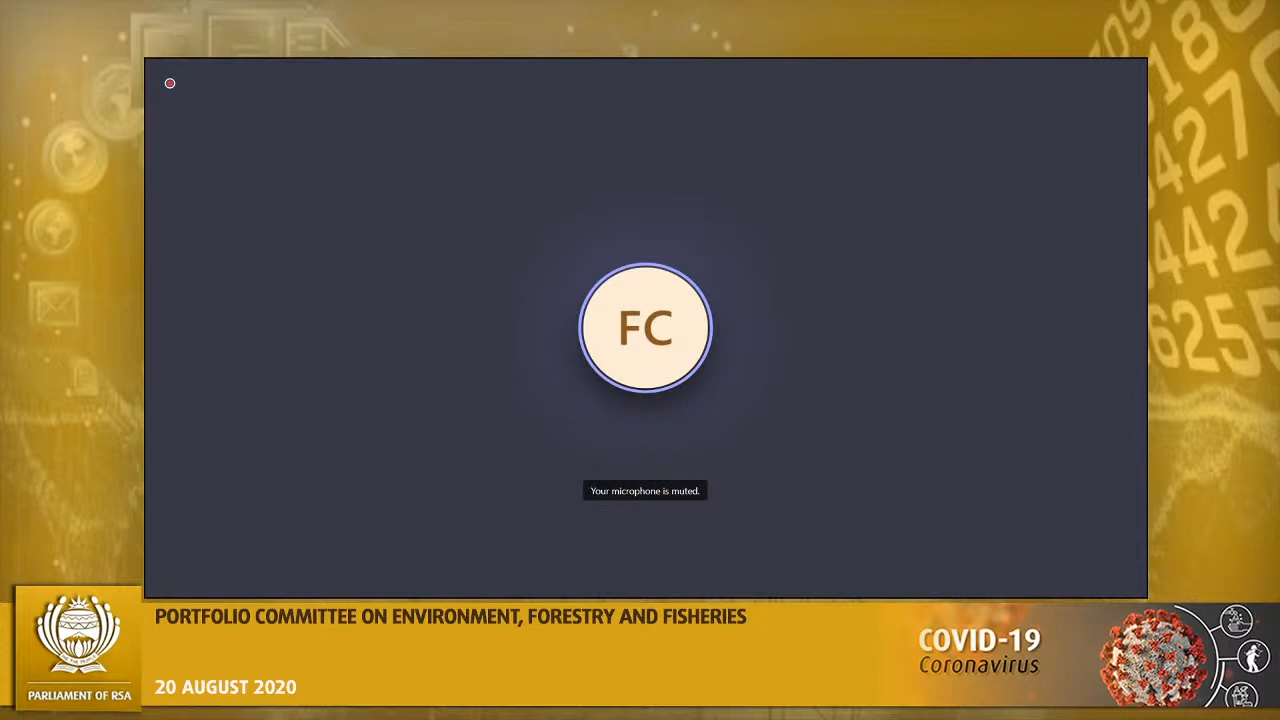 FC
Your microphone is muted.
PORTFOLIO COMMITTEE ON ENVIRONMENT, FORESTRY AND FISHERIES
20 AUGUST 2020
PARLIAMENT OF RSA
COVID-19
Coronavirus